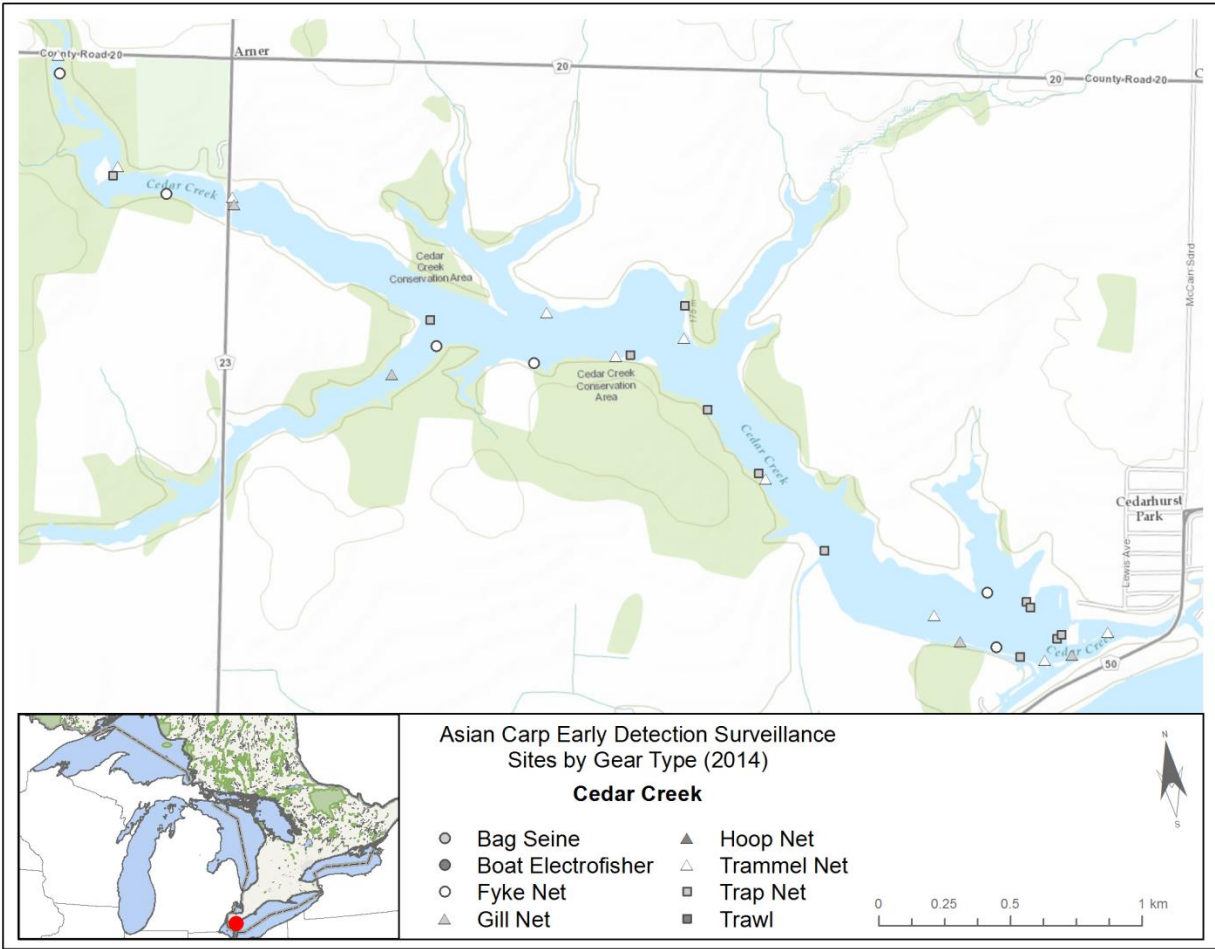 County-Road-20
Arner
20
20
County-Road-20
C
Cedar Creek
Cedar
Creek
Conservation Area
175 m
McCain Sdrd
23
Cedar Creek
Conservation
Area
Cedar Creek
Cedarhurst
Park
Lewis Ave
Cedar Creek
50
Asian Carp Early Detection Surveillance
Sites by Gear Type (2014)
Cedar Creek
Bag Seine
Boat Electrofisher
Fyke Net
Gill Net
Hoop Net
Trammel Net
Trap Net
Trawl
N
S
0 0.25 0.5 1 km